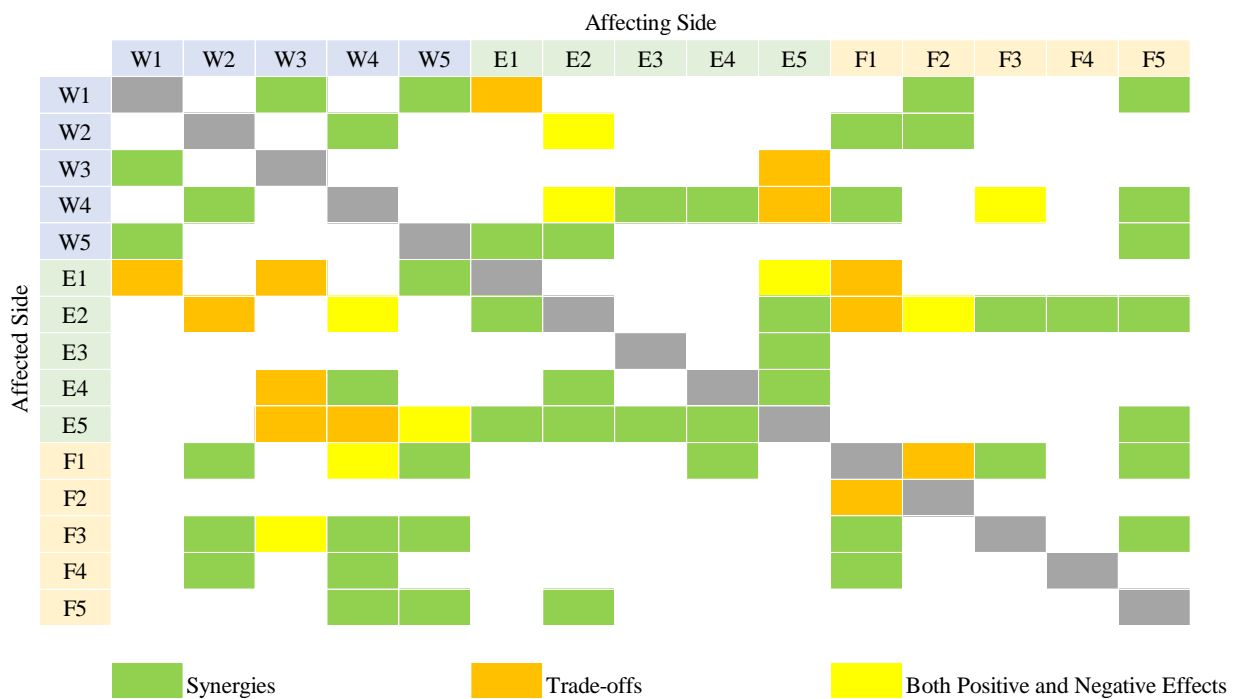 Affecting Side
W1 W2 W3 W4 W5 E1 E2 E3 E4 E5 F1 F2 F3 F4 F5
Affected Side
W1
W2
W3
W4
W5
E1
E2
E3
E4
E5
F1
F2
F3
F4
F5
Synergies Trade-offs Both Positive and Negative Effects